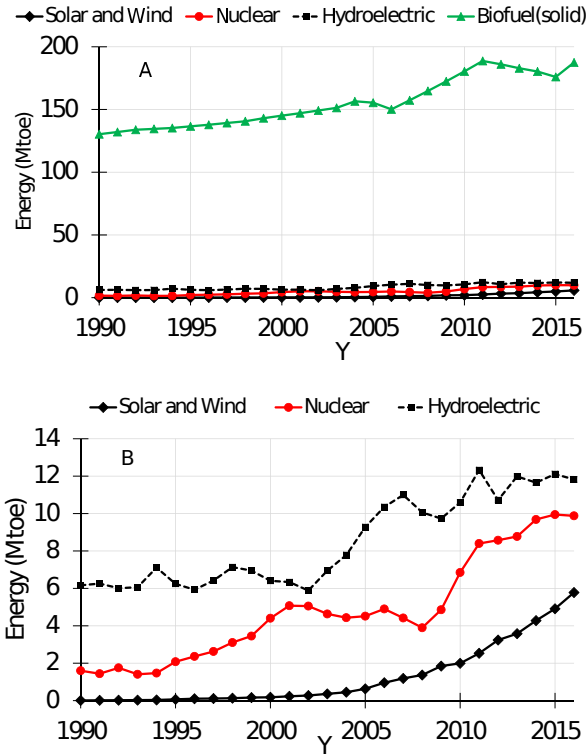 Solar and Wind Nuclear Hydroelectric Biofuel(solid)
A
200
150
100
50
0
Energy (Mtoe)
1990 1995 2000 2005 2010 2015
Y
Solar and Wind Nuclear Hydroelectric
B
14
12
10
8
6
4
2
0
Energy (Mtoe)
1990 1995 2000 2005 2010 2015
Y